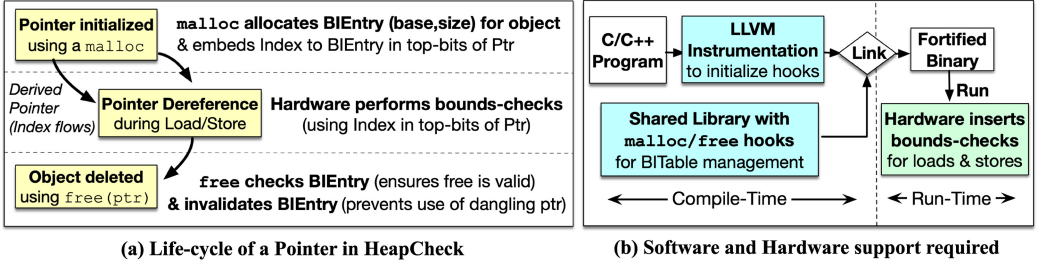 Pointer initialized
using a malloc
malloc allocates BIEntry (base,size) for object
& embeds Index to BIEntry in top-bits of Ptr
Derived
Pointer
(Index flows)
Pointer Dereference
during Load/Store
Hardware performs bounds-checks
(using Index in top-bits of Ptr)
Object deleted
using free(ptr)
free checks BIEntry (ensures free is valid)
& invalidates BIEntry (prevents use of dangling ptr)
(a) Life-cycle of a Pointer in HeapCheck
C/C++
Program
LLVM
Instrumentation
to initialize hooks
Link
Fortified
Binary
Run
Shared Library with
malloc/free hooks
for BITable management
Hardware inserts
bounds-checks
for loads & stores
Compile-Time
Run-Time
(b) Software and Hardware support required